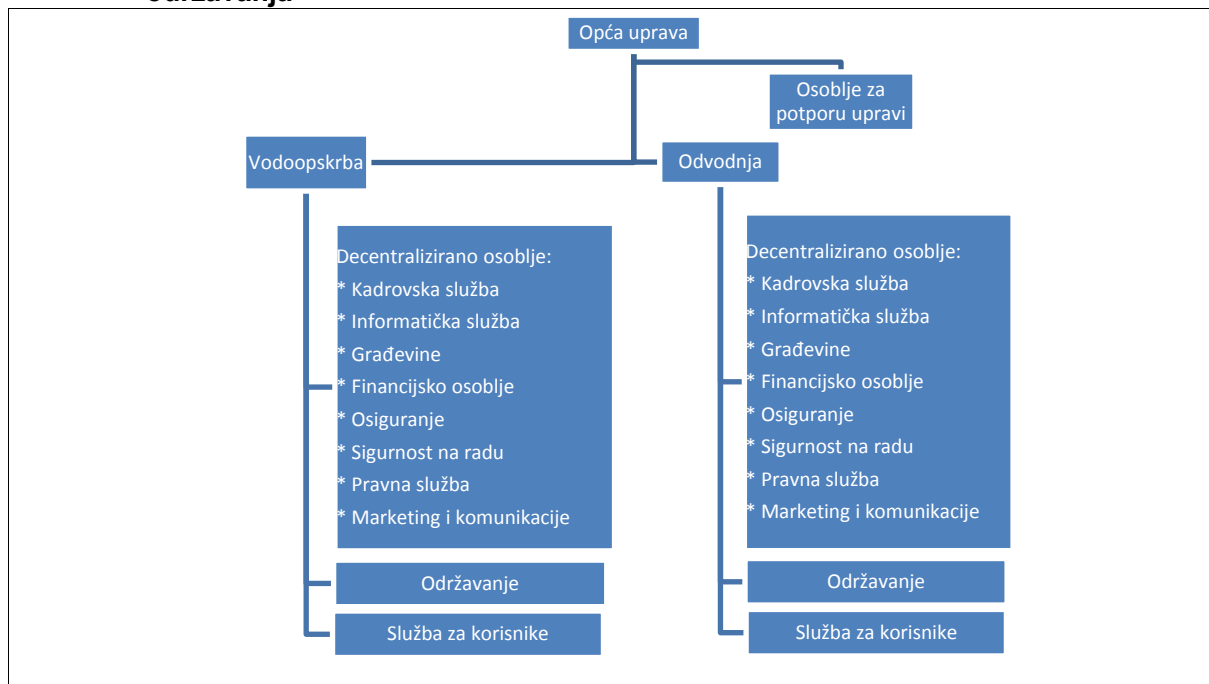 održavanja
Opća uprava
Osoblje za
potporu upravi
Vodoopskrba
Odvodnja
Decentralizirano osoblje:
* Kadrovska služba
* Informatička služba
* Građevine
* Financijsko osoblje
* Osiguranje
* Sigurnost na radu
* Pravna služba
* Marketing i komunikacije
Održavanje
Služba za korisnike
Decentralizirano osoblje:
* Kadrovska služba
* Informatička služba
* Građevine
* Financijsko osoblje
* Osiguranje
* Sigurnost na radu
* Pravna služba
* Marketing i komunikacije
Održavanje
Služba za korisnike